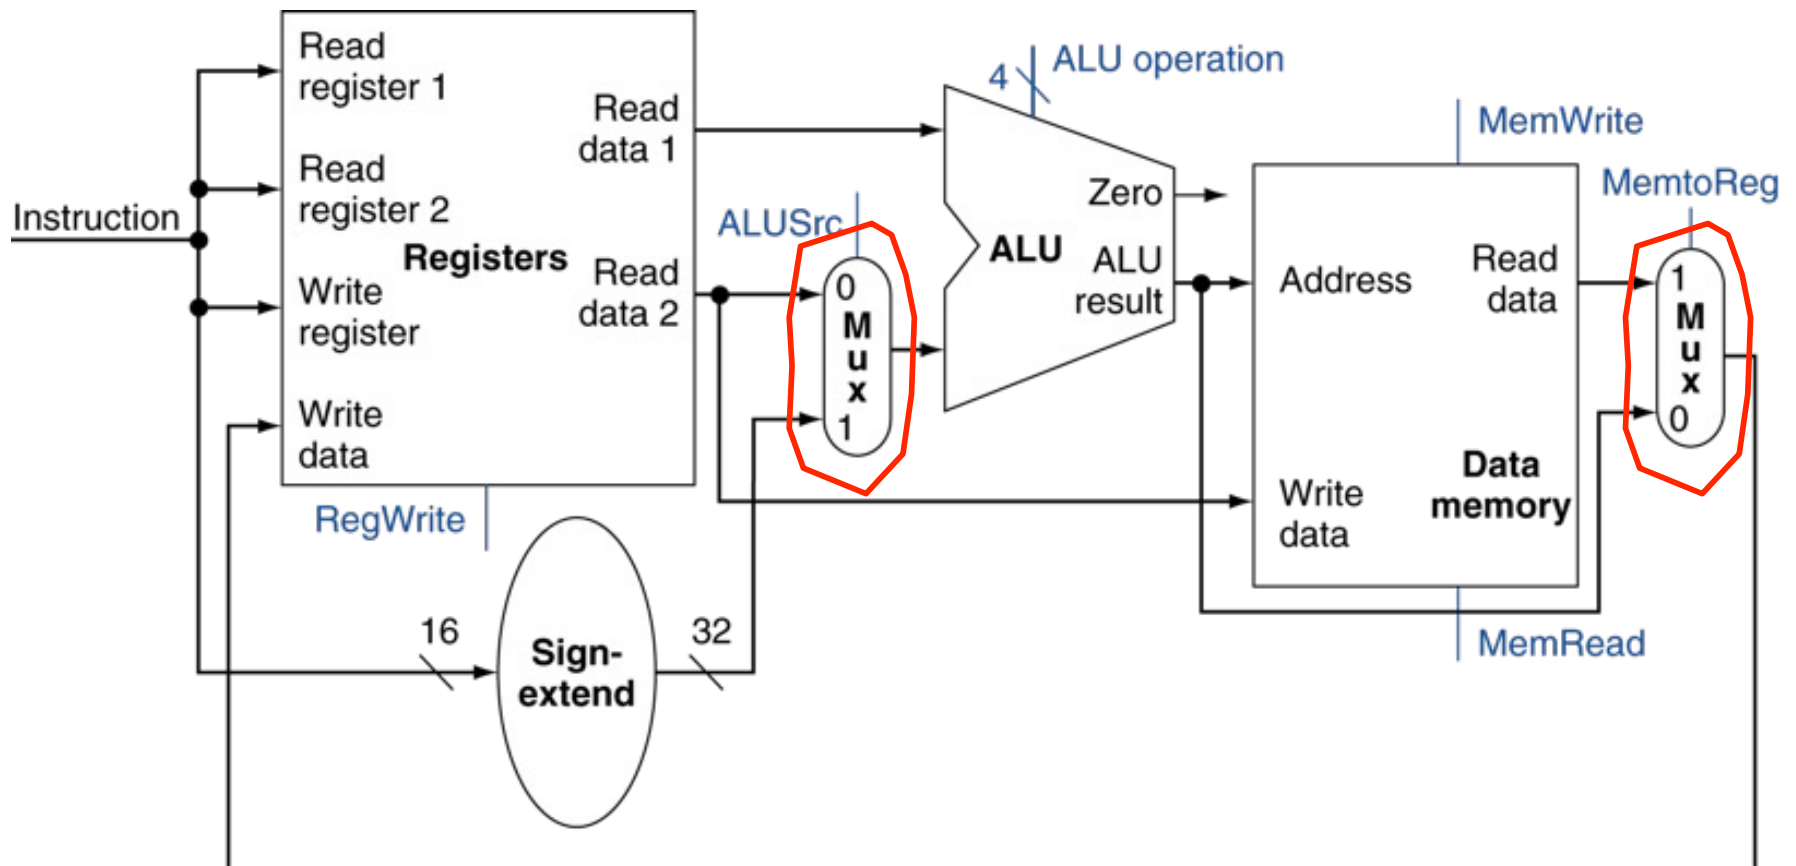 Read
register 1
Read
register 2
Write
register
Write
data
Registers
Read
data 1
Read
data 2
Instruction
RegWrite
16
Sign-
extend
32
ALUSrc
0
M
u
x
1
4
ALU operation
Zero
ALU
ALU
result
MemWrite
Address
Read
data
Write
data
Data
memory
MemRead
MemtoReg
1
M
u
x
0